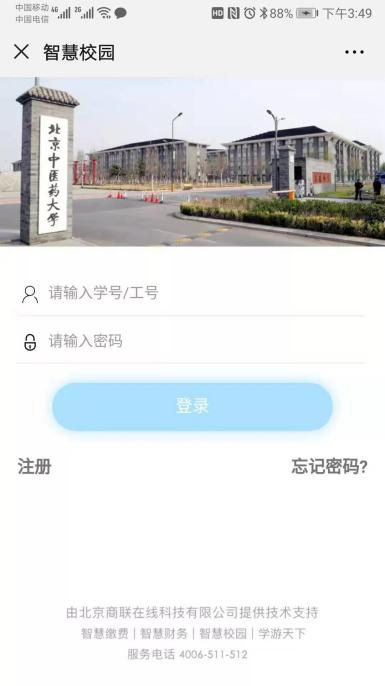 中国移动 4G 2G 88% 下午3:49
中国电信
HD
智慧校园
北京中医药大学
请输入学号/工号
请输入密码
登录
注册 忘记密码?
由北京商联在线科技有限公司提供技术支持
智慧缴费 | 智慧财务 | 智慧校园 | 学游天下
服务电话 4006-511-512